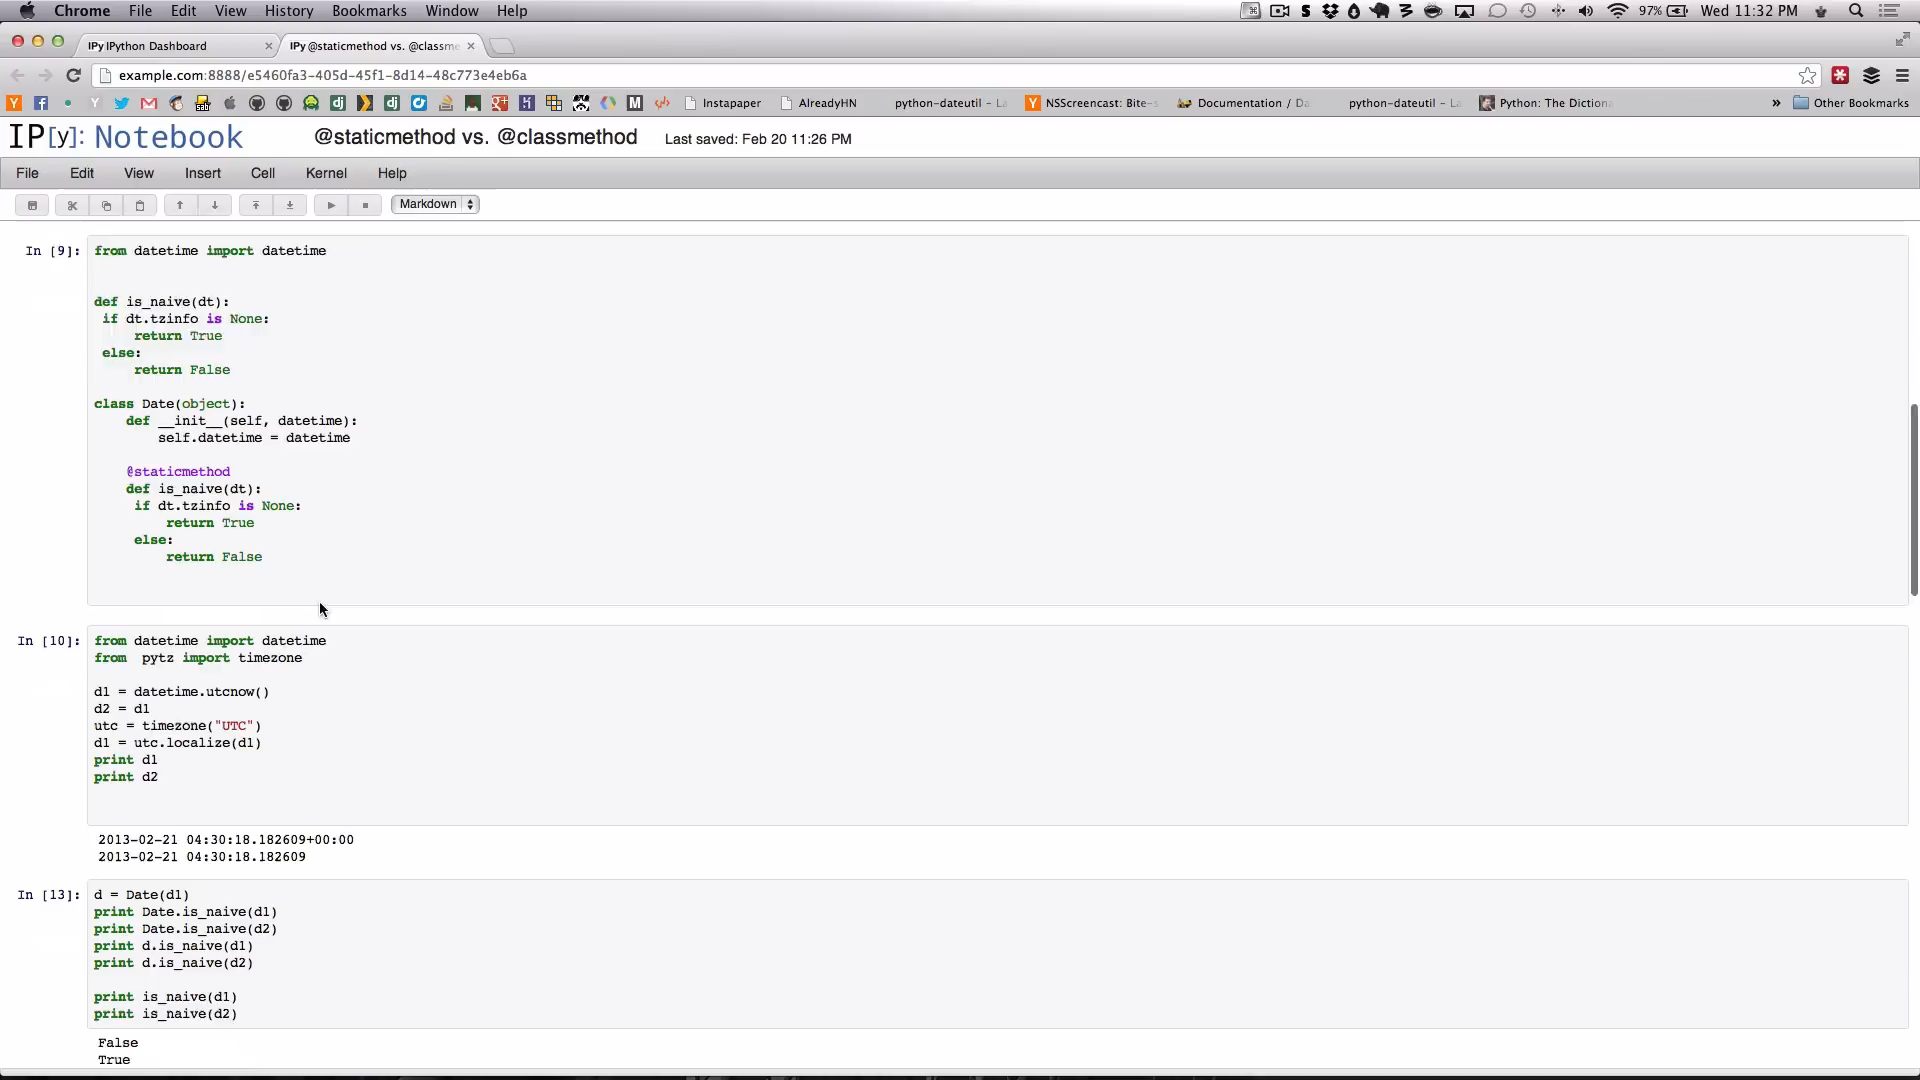 Chrome File Edit View History Bookmarks Window Help 97% Wed 11:32 PM
IPy IPython Dashboard IPy @staticmethod vs. @classme
example.com:8888/e5460fa3-405d-45f1-8d14-48c773e4eb6a
Instapaper AlreadyHN python-dateutil - La NSScreencast: Bite-s Documentation / Da python-dateutil - La Python: The Dictiona » Other Bookmarks
IP[y]: Notebook @staticmethod vs. @classmethod Last saved: Feb 20 11:26 PM
File Edit View Insert Cell Kernel Help
Markdown
In [9]: from datetime import datetime
def is_naive(dt):
if dt.tzinfo is None:
return True
else:
return False
class Date(object):
def __init__(self, datetime):
self.datetime = datetime
@staticmethod
def is_naive(dt):
if dt.tzinfo is None:
return True
else:
return False
In [10]: from datetime import datetime
from  pytz import timezone
d1 = datetime.utcnow()
d2 = d1
utc = timezone("UTC")
d1 = utc.localize(d1)
print d1
print d2
2013-02-21 04:30:18.182609+00:00
2013-02-21 04:30:18.182609
In [13]: d = Date(d1)
print Date.is_naive(d1)
print Date.is_naive(d2)
print d.is_naive(d1)
print d.is_naive(d2)
print is_naive(d1)
print is_naive(d2)
False
True